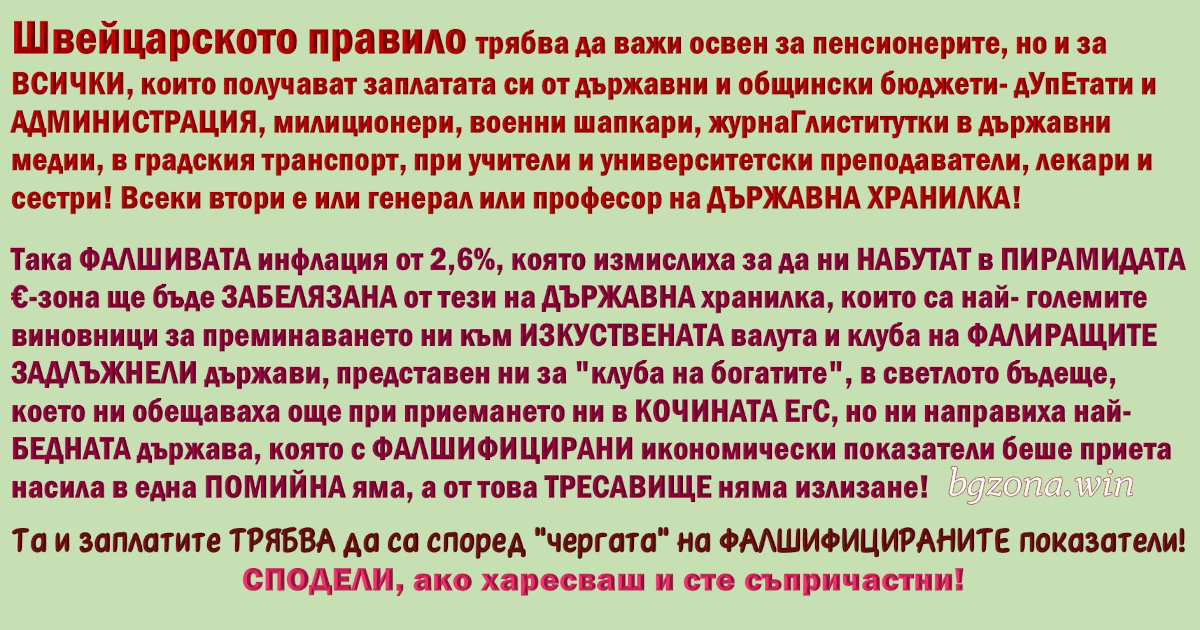 Швейцарското правило трябва да важи освен за пенсионерите, но и за
ВСИЧКИ, които получават заплатата си от държавни и общински бюджети- дУпЕтати и
АДМИНИСТРАЦИЯ, милиционери, военни шапкари, журнаГлиститутки в държавни
медии, в градския транспорт, при учители и университетски преподаватели, лекари и
сестри! Всеки втори е или генерал или професор на ДЪРЖАВНА ХРАНИЛКА!
Така ФАЛШИВАТА инфлация от 2,6%, която измислиха за да ни НАБУТАТ в ПИРАМИДАТА
€-зона ще бъде ЗАБЕЛЯЗАНА от тези на ДЪРЖАВНА хранилка, които са най- големите
виновници за преминаването ни към ИЗКУСТВЕНАТА валута и клуба на ФАЛИРАЩИТЕ
ЗАДЛЪЖНЕЛИ държави, представен ни за "клуба на богатите", в светлото бъдеще,
което ни обещаваха още при приемането ни в КОЧИНАТА ЕгС, но ни направиха най-
БЕДНАТА държава, която с ФАЛШИФИЦИРАНИ икономически показатели беше приета
насила в една ПОМИЙНА яма, а от това ТРЕСАВИЩЕ няма излизане! bgzona.win
Та и заплатите ТРЯБВА да са според "чергата" на ФАЛШИФИЦИРАНИТЕ показатели!
СПОДЕЛИ, ако харесваш и сте съпричастни!